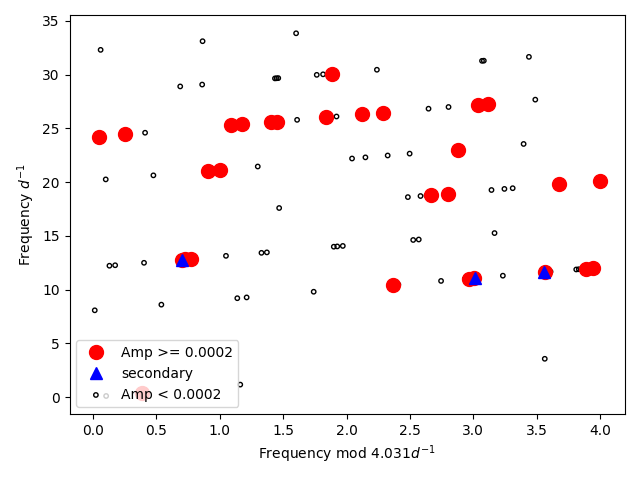 35
30
25
20
15
10
5
0
Frequency d⁻¹
Amp >= 0.0002
secondary
Amp < 0.0002
0.0 0.5 1.0 1.5 2.0 2.5 3.0 3.5 4.0
Frequency mod 4.031d⁻¹